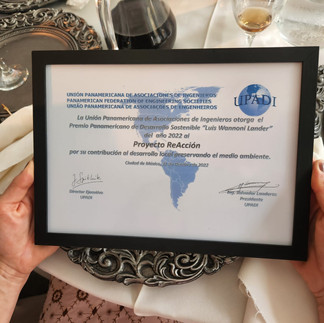 UNIÓN PANAMERICANA DE ASOCIACIONES DE INGENIEROS
PANAMERICAN FEDERATION OF ENGINEERING SOCIETIES
UNIÃO PANAMERICANA DE ASSOCIAÇÕES DE ENGENHEIROS
UPADI
La Unión Panamericana de Asociaciones de Ingenieros otorga el
Premio Panamericano de Desarrollo Sostenible "Luis Wannoni Lander"
del año 2022 al
Proyecto ReAcción
por su contribución al desarrollo local preservando el medio ambiente.
Ciudad de México, 2022
Director Ejecutivo
UPADI
Ing. Salvador Landeros
Presidente
UPADI